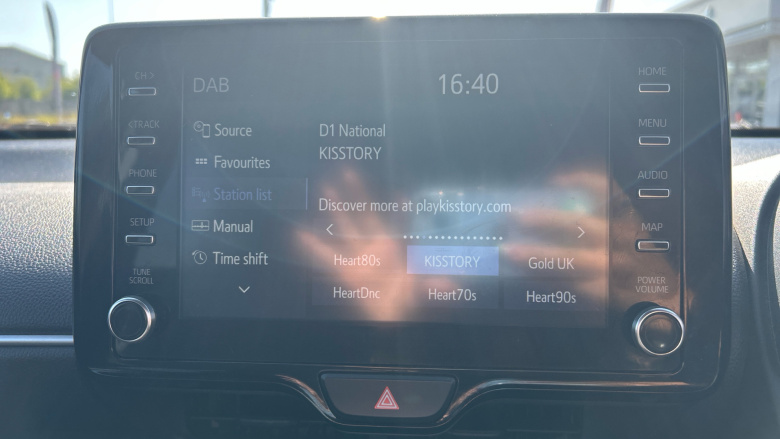 CH >
<TRACK
PHONE
SETUP
TUNE
SCROLL
DAB
16:40
Source
Favourites
Station list
Manual
Time shift
D1 National
KISSTORY
Discover more at playkisstory.com
Heart80s
KISSTORY
Gold UK
HeartDnc
Heart70s
Heart90s
HOME
MENU
AUDIO
MAP
POWER
VOLUME